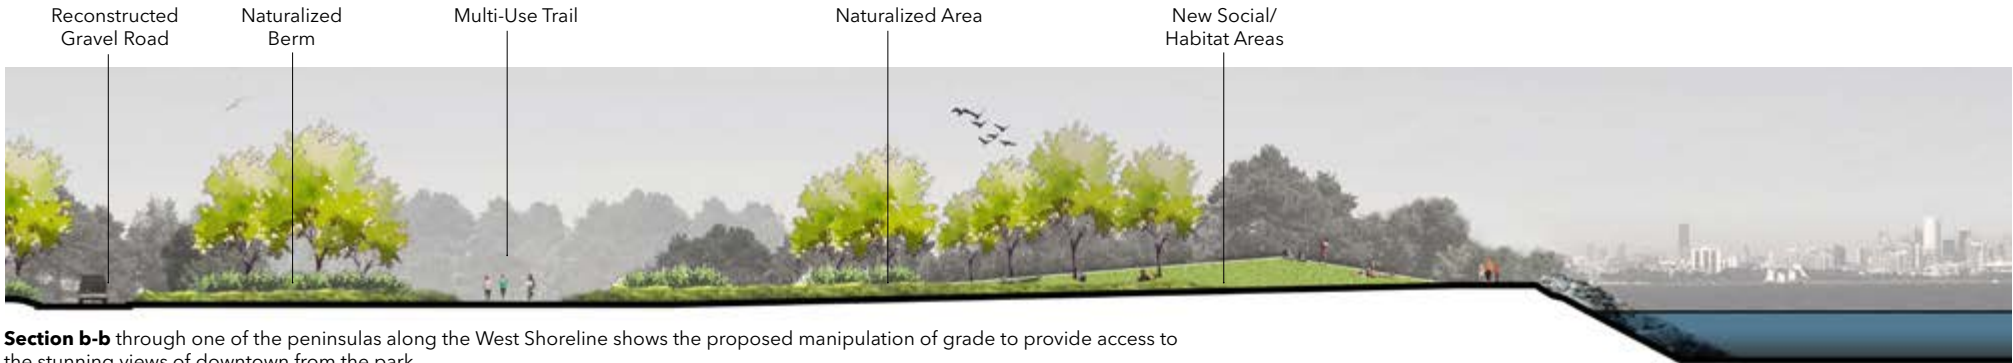 Reconstructed
Gravel Road
Naturalized
Berm
Multi-Use Trail
Naturalized Area
New Social/
Habitat Areas
Section b-b through one of the peninsulas along the West Shoreline shows the proposed manipulation of grade to provide access to
the stunning views of downtown from the park